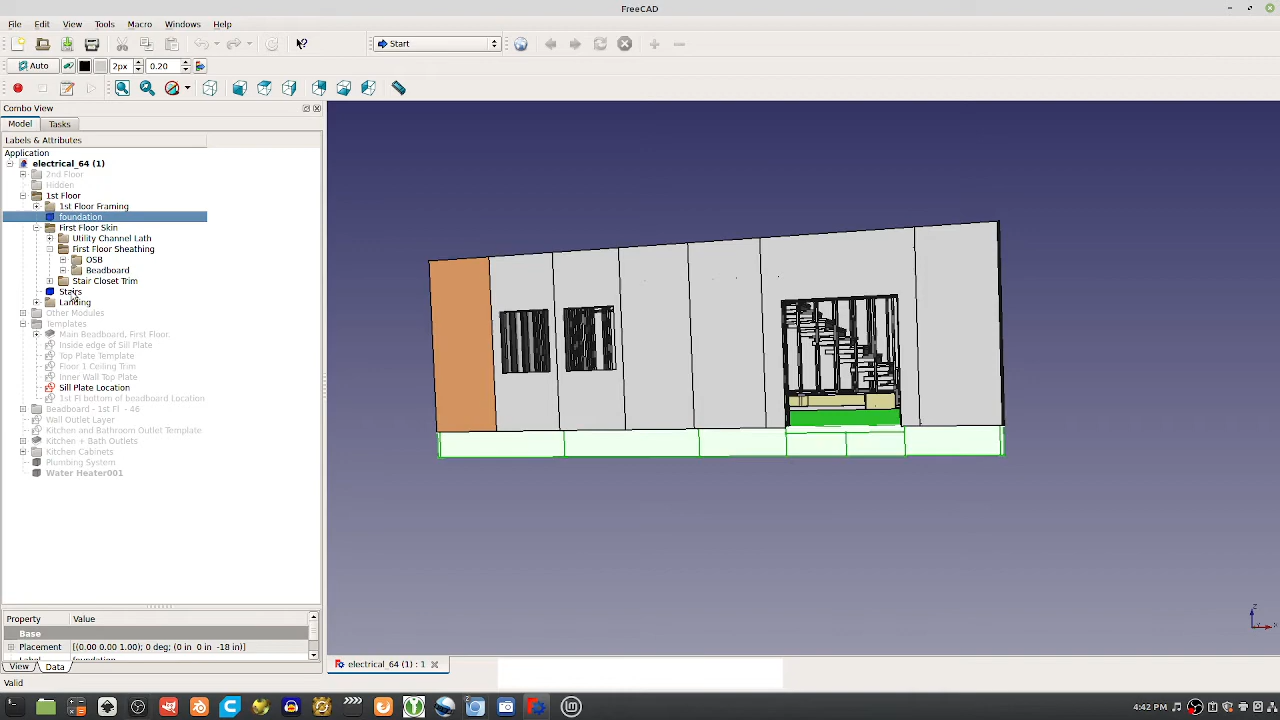 FreeCAD
File Edit View Tools Macro Windows Help
Start
Auto 2px 0.20
Combo View
Model Tasks
Labels & Attributes
Application
electrical_64 (1)
2nd Floor
Hidden
1st Floor
1st Floor Framing
foundation
First Floor Skin
Utility Channel Lath
First Floor Sheathing
OSB
Beadboard
Stair Closet Trim
Stairs
Landing
Other Modules
Templates
Main Beadboard, First Floor.
Inside edge of Sill Plate
Top Plate Template
Floor 1 Ceiling Trim
Inner Wall Top Plate
Sill Plate Location
1st Fl bottom of beadboard Location
Beadboard - 1st Fl - 46
Wall Outlet Layer
Kitchen and Bathroom Outlet Template
Kitchen + Bath Outlets
Kitchen Cabinets
Plumbing System
Water Heater001
Property Value
Base
Placement [(0.00 0.00 1.00); 0 deg; (0 in 0 in -18 in)]
View Data
electrical_64 (1) : 1
Valid
4:42 PM